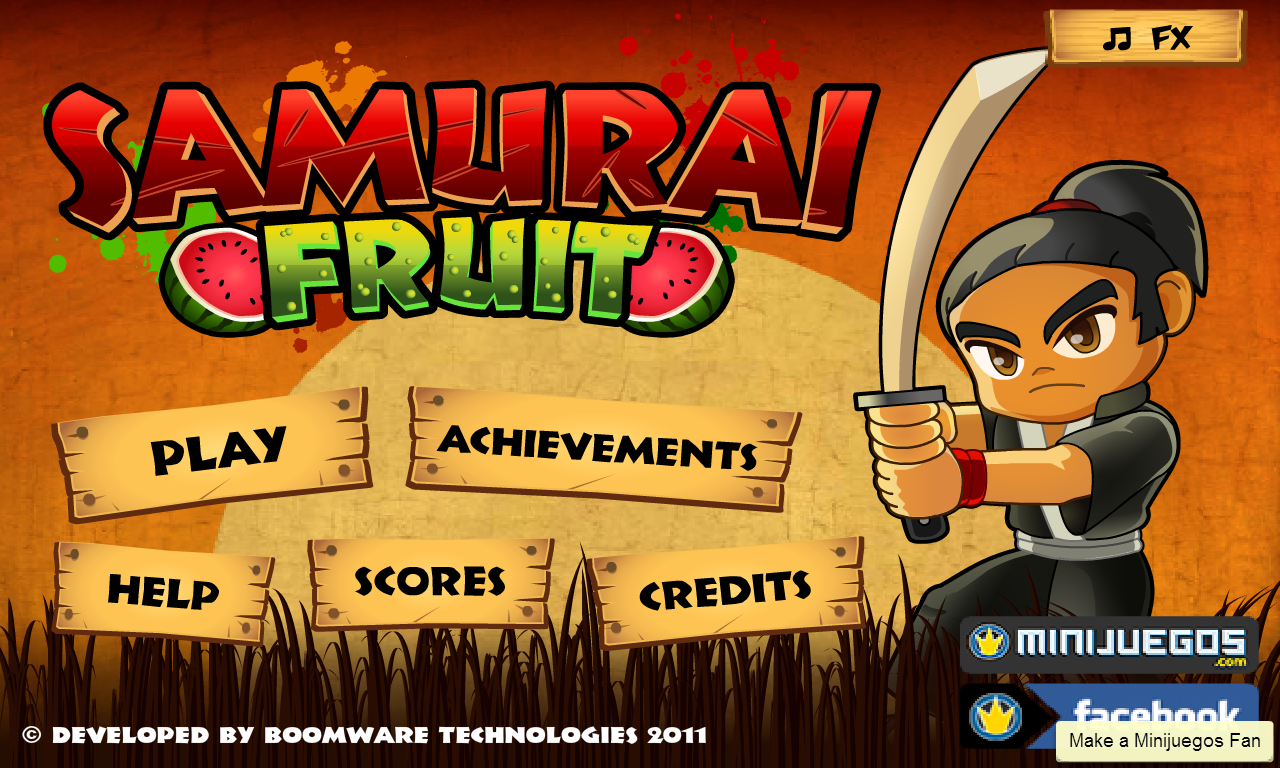 ♫ FX
SAMURAI
FRUIT
PLAY
ACHIEVEMENTS
HELP
SCORES
CREDITS
MINIJUEGOS
.com
facebook
Make a Minijuegos Fan
© DEVELOPED BY BOOMWARE TECHNOLOGIES 2011